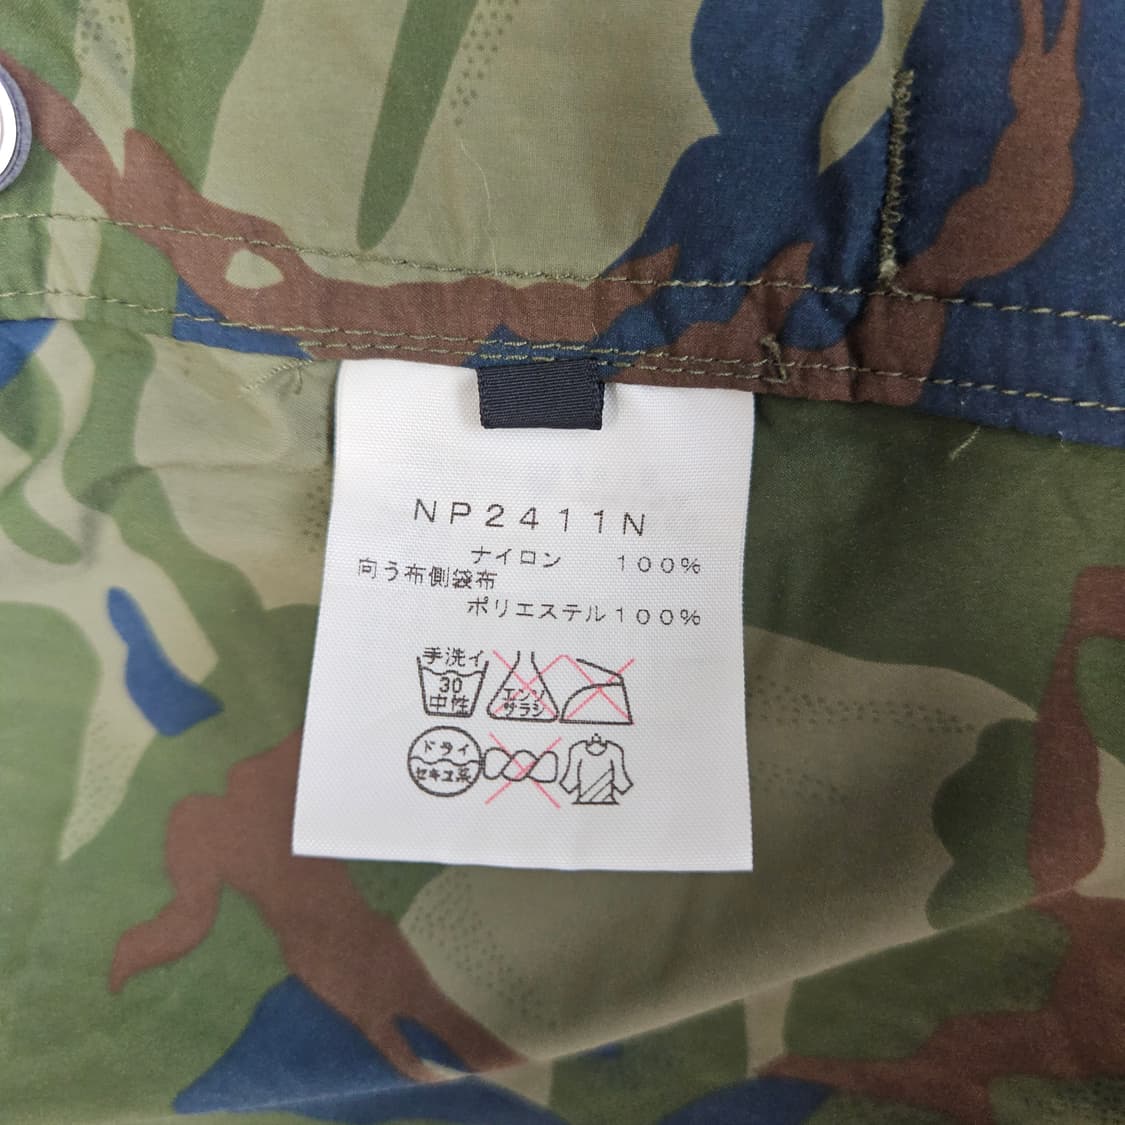 NP2411N
ナイロン 100%
向う布側袋布
ポリエステル100%
手洗イ
30
中性
エンソ
サラシ
ドライ
セキユ系